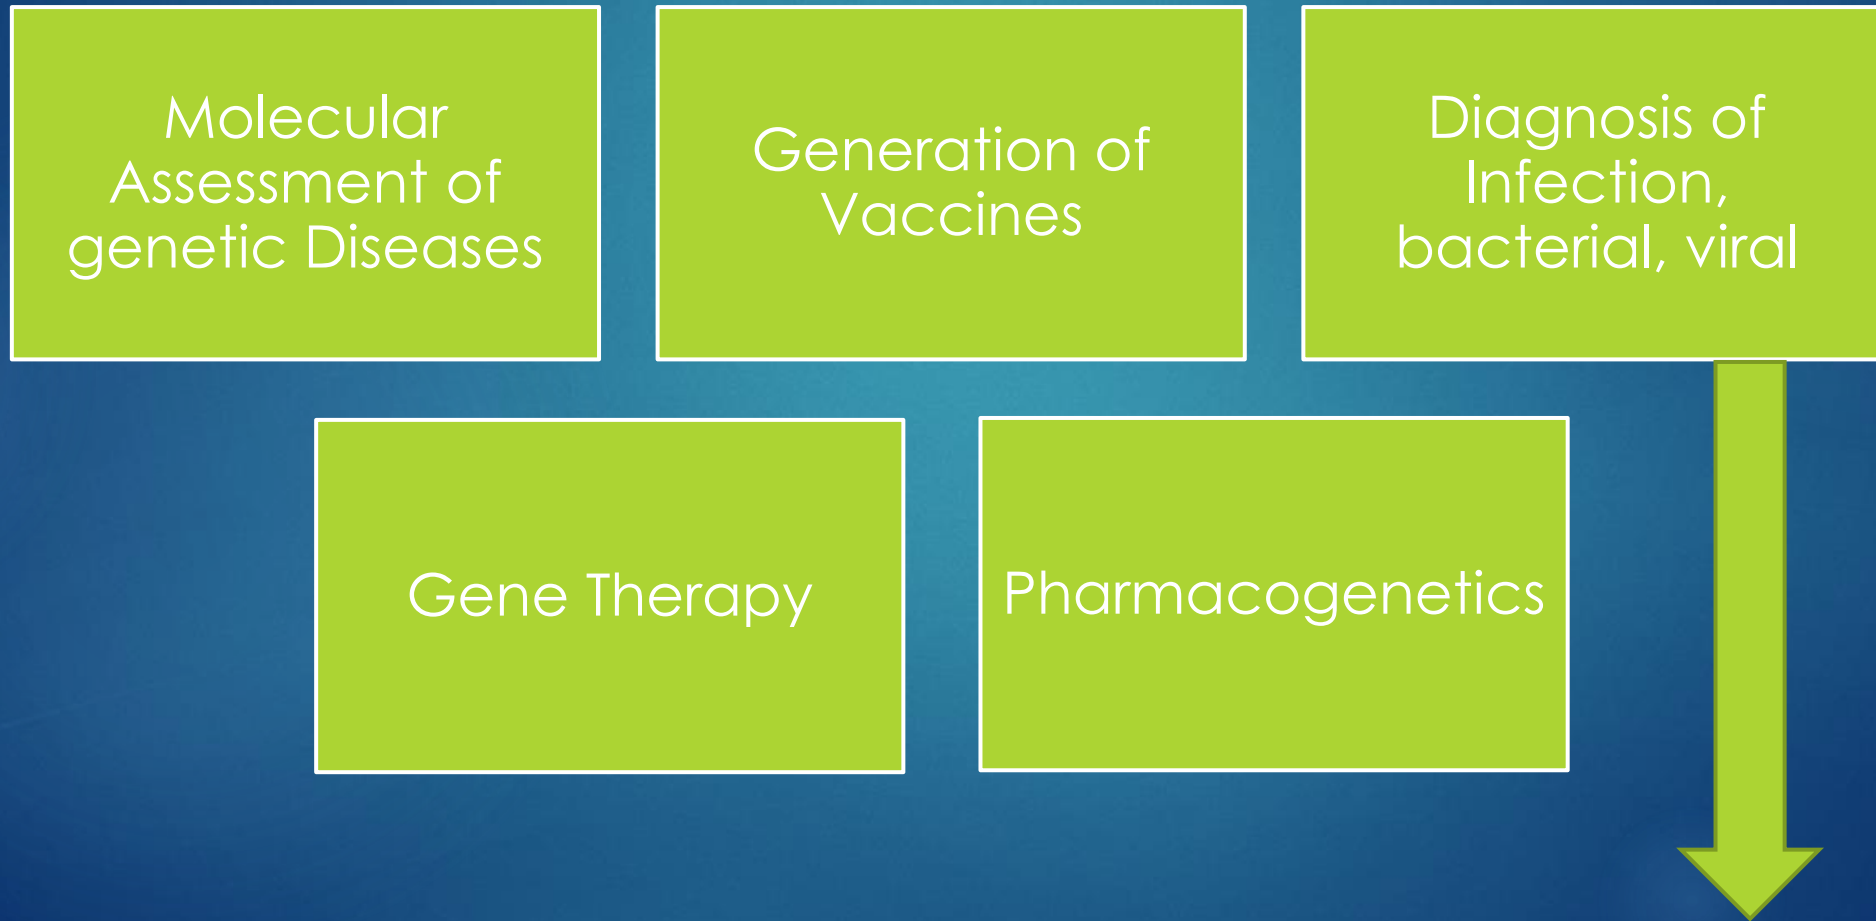 Molecular
Assessment of
genetic Diseases
Generation of
Vaccines
Diagnosis of
Infection,
bacterial, viral
Gene Therapy
Pharmacogenetics